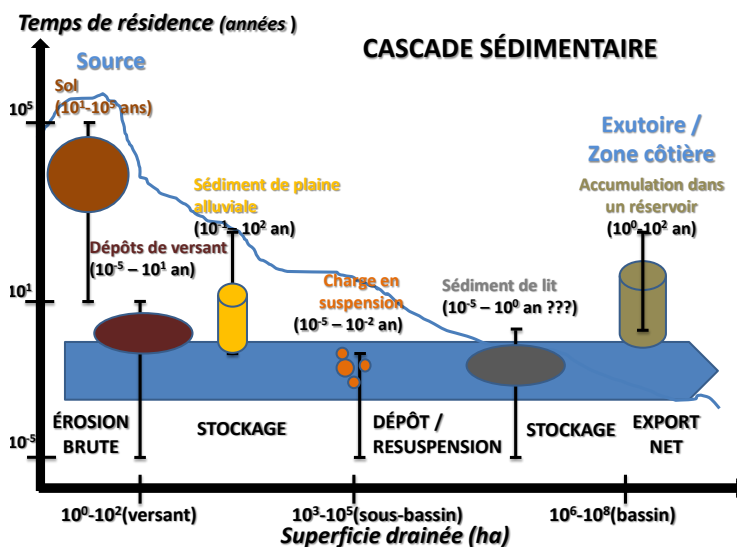 Temps de résidence (années )
CASCADE SÉDIMENTAIRE
Source
Sol
(10¹-10⁵ ans)
10⁵
Exutoire /
Zone côtière
Sédiment de plaine
alluviale
(10⁻¹ – 10² an)
Accumulation dans
un réservoir
(10⁰-10² an)
Dépôts de versant
(10⁻⁵ – 10¹ an)
Charge en
suspension
(10⁻⁵ – 10⁻² an)
Sédiment de lit
(10⁻⁵ – 10⁰ an ???)
10¹
ÉROSION
BRUTE
STOCKAGE
DÉPÔT /
RESUSPENSION
STOCKAGE
EXPORT
NET
10⁻⁵
10⁰-10²(versant)
10³-10⁵(sous-bassin)
10⁶-10⁸(bassin)
Superficie drainée (ha)